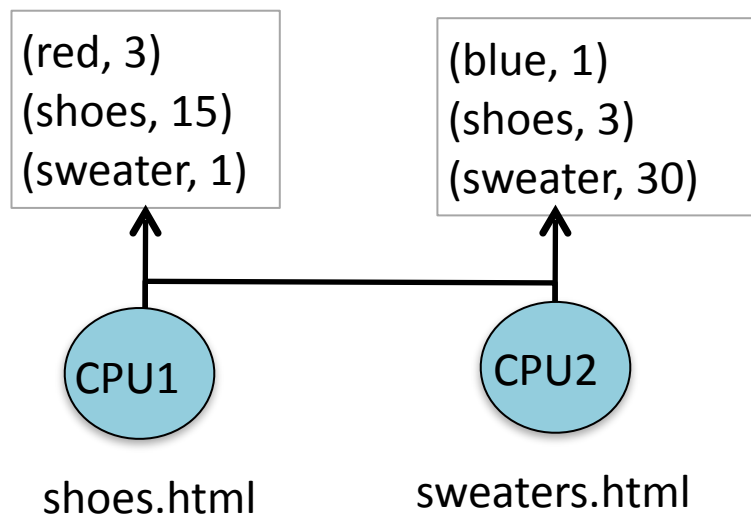 (red, 3)
(shoes, 15)
(sweater, 1)
(blue, 1)
(shoes, 3)
(sweater, 30)
CPU1
CPU2
shoes.html
sweaters.html